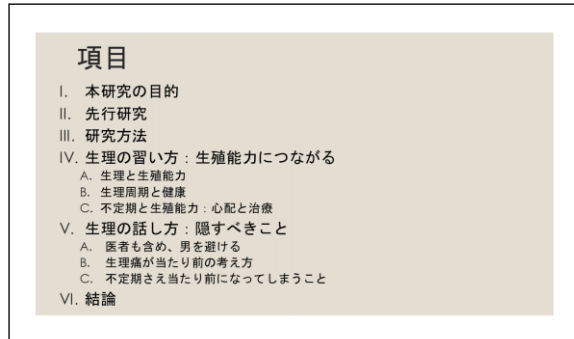 項目
I. 本研究の目的
II. 先行研究
III. 研究方法
IV. 生理の習い方：生殖能力につながる
A. 生理と生殖能力
B. 生理周期と健康
C. 不定期と生殖能力：心配と治療
V. 生理の話し方：隠すべきこと
A. 医者も含め、男を避ける
B. 生理痛が当たり前の考え方
C. 不定期さえ当たり前になってしまうこと
VI. 結論